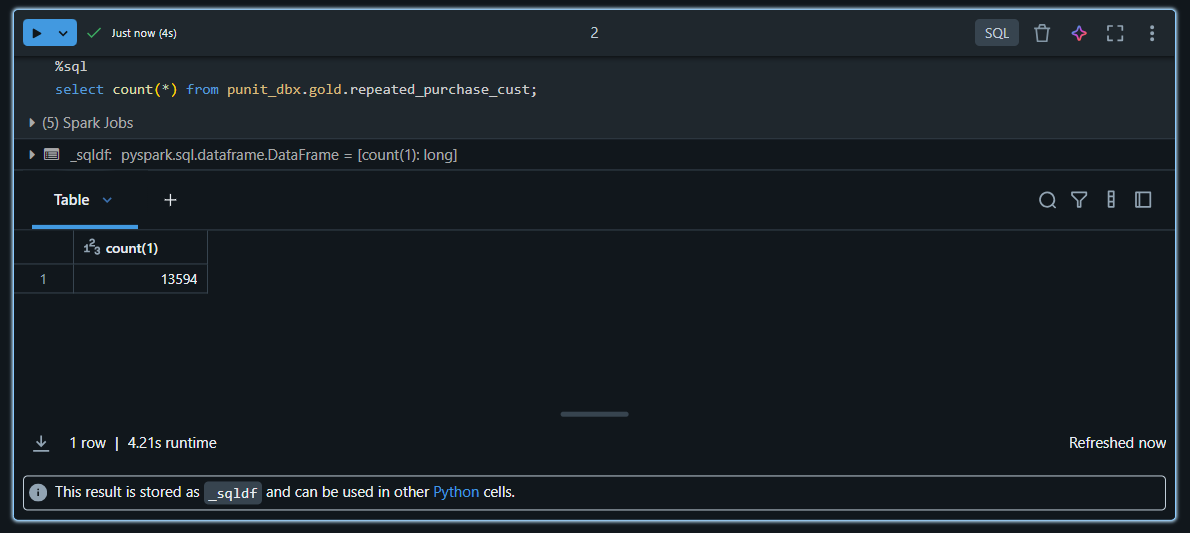 Just now (4s)
2
SQL
%sql
select count(*) from punit_dbx.gold.repeated_purchase_cust;
(5) Spark Jobs
_sqldf: pyspark.sql.dataframe.DataFrame = [count(1): long]
Table
+
123 count(1)
1 13594
1 row | 4.21s runtime
Refreshed now
This result is stored as _sqldf and can be used in other Python cells.